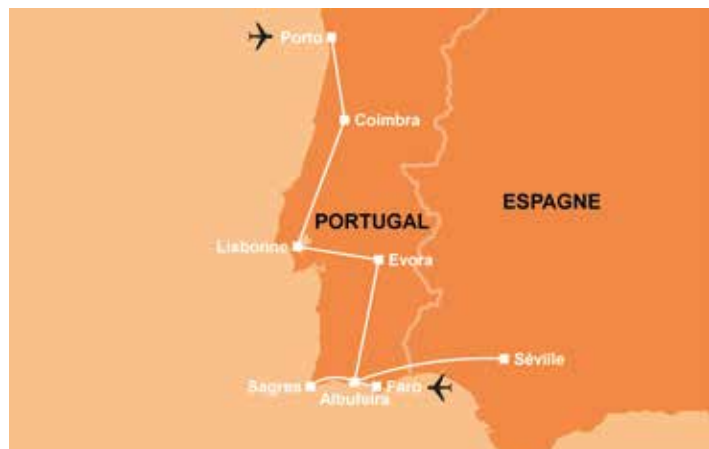 Porto
Coimbra
ESPAGNE
PORTUGAL
Lisbonne
Evora
Séville
Sagres
Faro
Albufeira